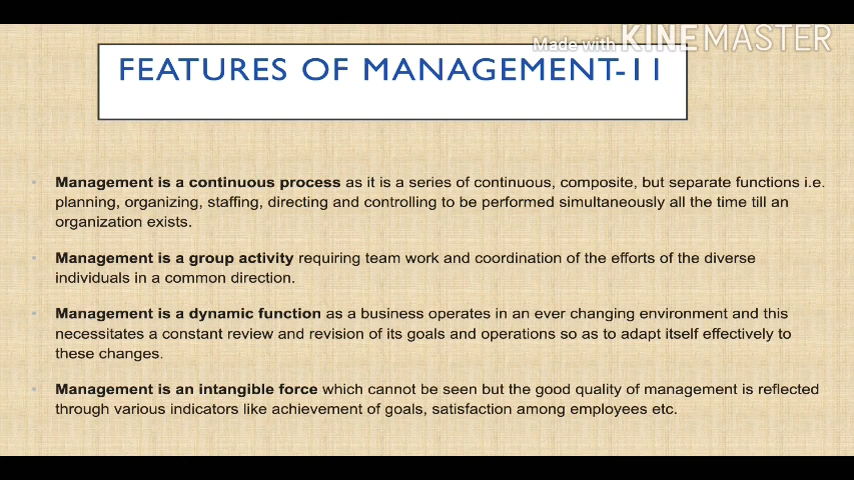 Made with KINEMASTER
FEATURES OF MANAGEMENT-II
Management is a continuous process as it is a series of continuous, composite, but separate functions i.e.
planning, organizing, staffing, directing and controlling to be performed simultaneously all the time till an
organization exists.
Management is a group activity requiring team work and coordination of the efforts of the diverse
individuals in a common direction.
Management is a dynamic function as a business operates in an ever changing environment and this
necessitates a constant review and revision of its goals and operations so as to adapt itself effectively to
these changes.
Management is an intangible force which cannot be seen but the good quality of management is reflected
through various indicators like achievement of goals, satisfaction among employees etc.